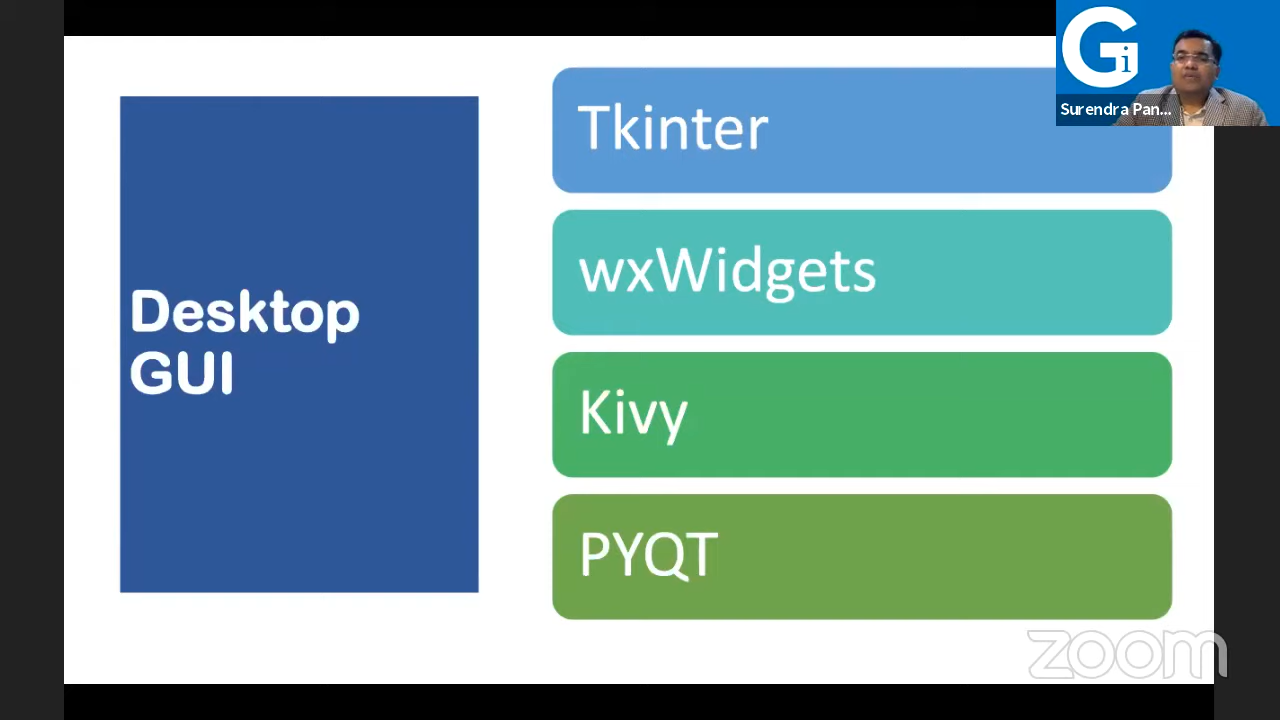 Desktop
GUI
Tkinter
wxWidgets
Kivy
PYQT
Gi
Surendra Pan...
zoom